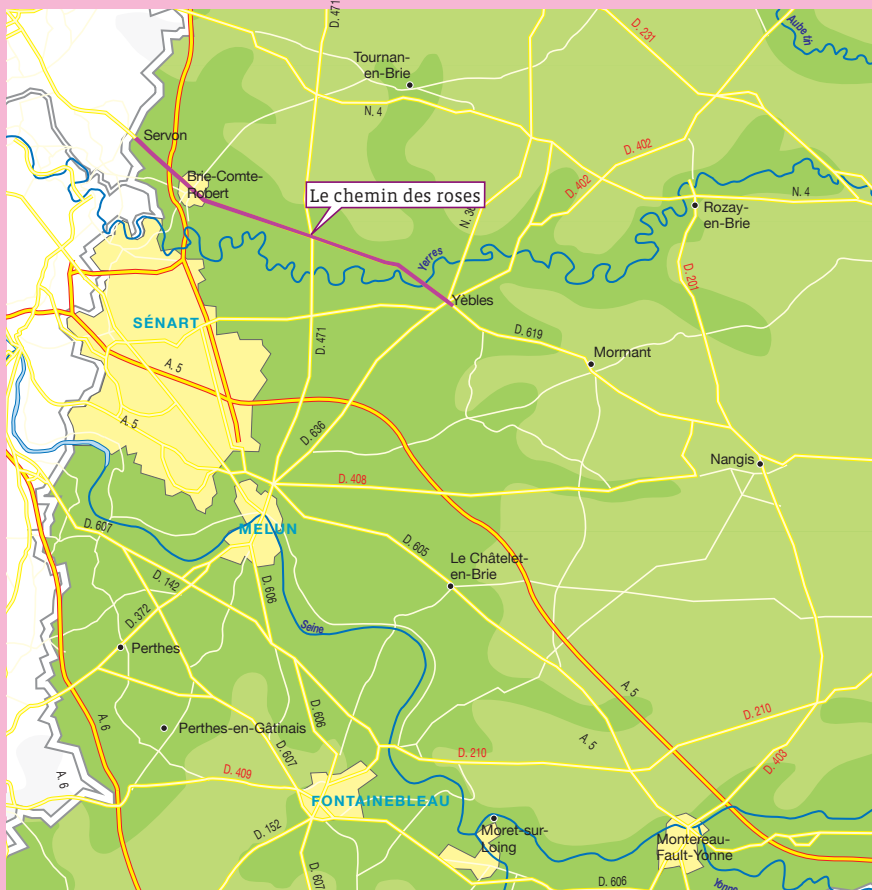 D. 471
D. 231
Aubetin
Tournan-
en-Brie
N. 4
Servon
D. 402
Brie-Comte-
Robert
D. 402
Le chemin des roses
N. 4
Rozay-
en-Brie
Yerres
D. 201
Yèbles
SÉNART
D. 619
D. 471
Mormant
A. 5
A. 5
D. 636
Nangis
D. 408
D. 607
MELUN
D. 605
Le Châtelet-
en-Brie
D. 142
D. 606
D. 372
Seine
Perthes
A. 5
D. 606
D. 210
A. 6
Perthes-en-Gâtinais
A. 5
D. 607
D. 210
D. 403
D. 409
A. 6
FONTAINEBLEAU
D. 152
Moret-sur-
Loing
Montereau-
Fault-Yonne
D. 607
D. 606
Yonne